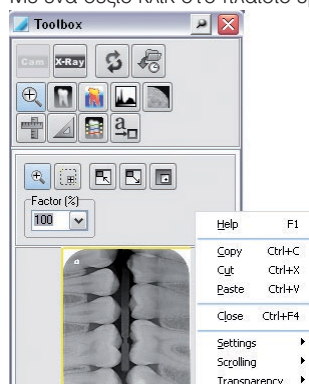 Toolbox
Cam X-Ray
a
Factor (%)
100
Help F1
Copy Ctrl+C
Cut Ctrl+X
Paste Ctrl+V
Close Ctrl+F4
Settings
Scrolling
Transparency